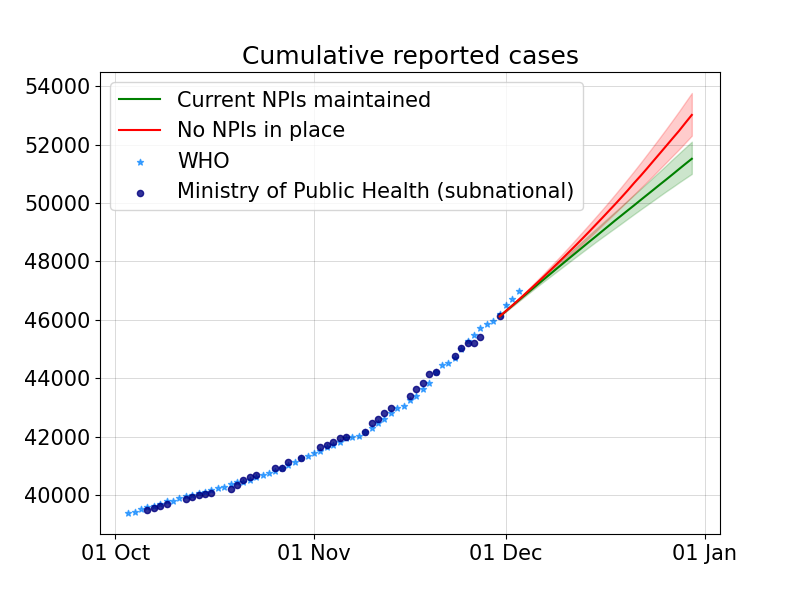 Cumulative reported cases
54000
52000
50000
48000
46000
44000
42000
40000
Current NPIs maintained
No NPIs in place
WHO
Ministry of Public Health (subnational)
01 Oct
01 Nov
01 Dec
01 Jan